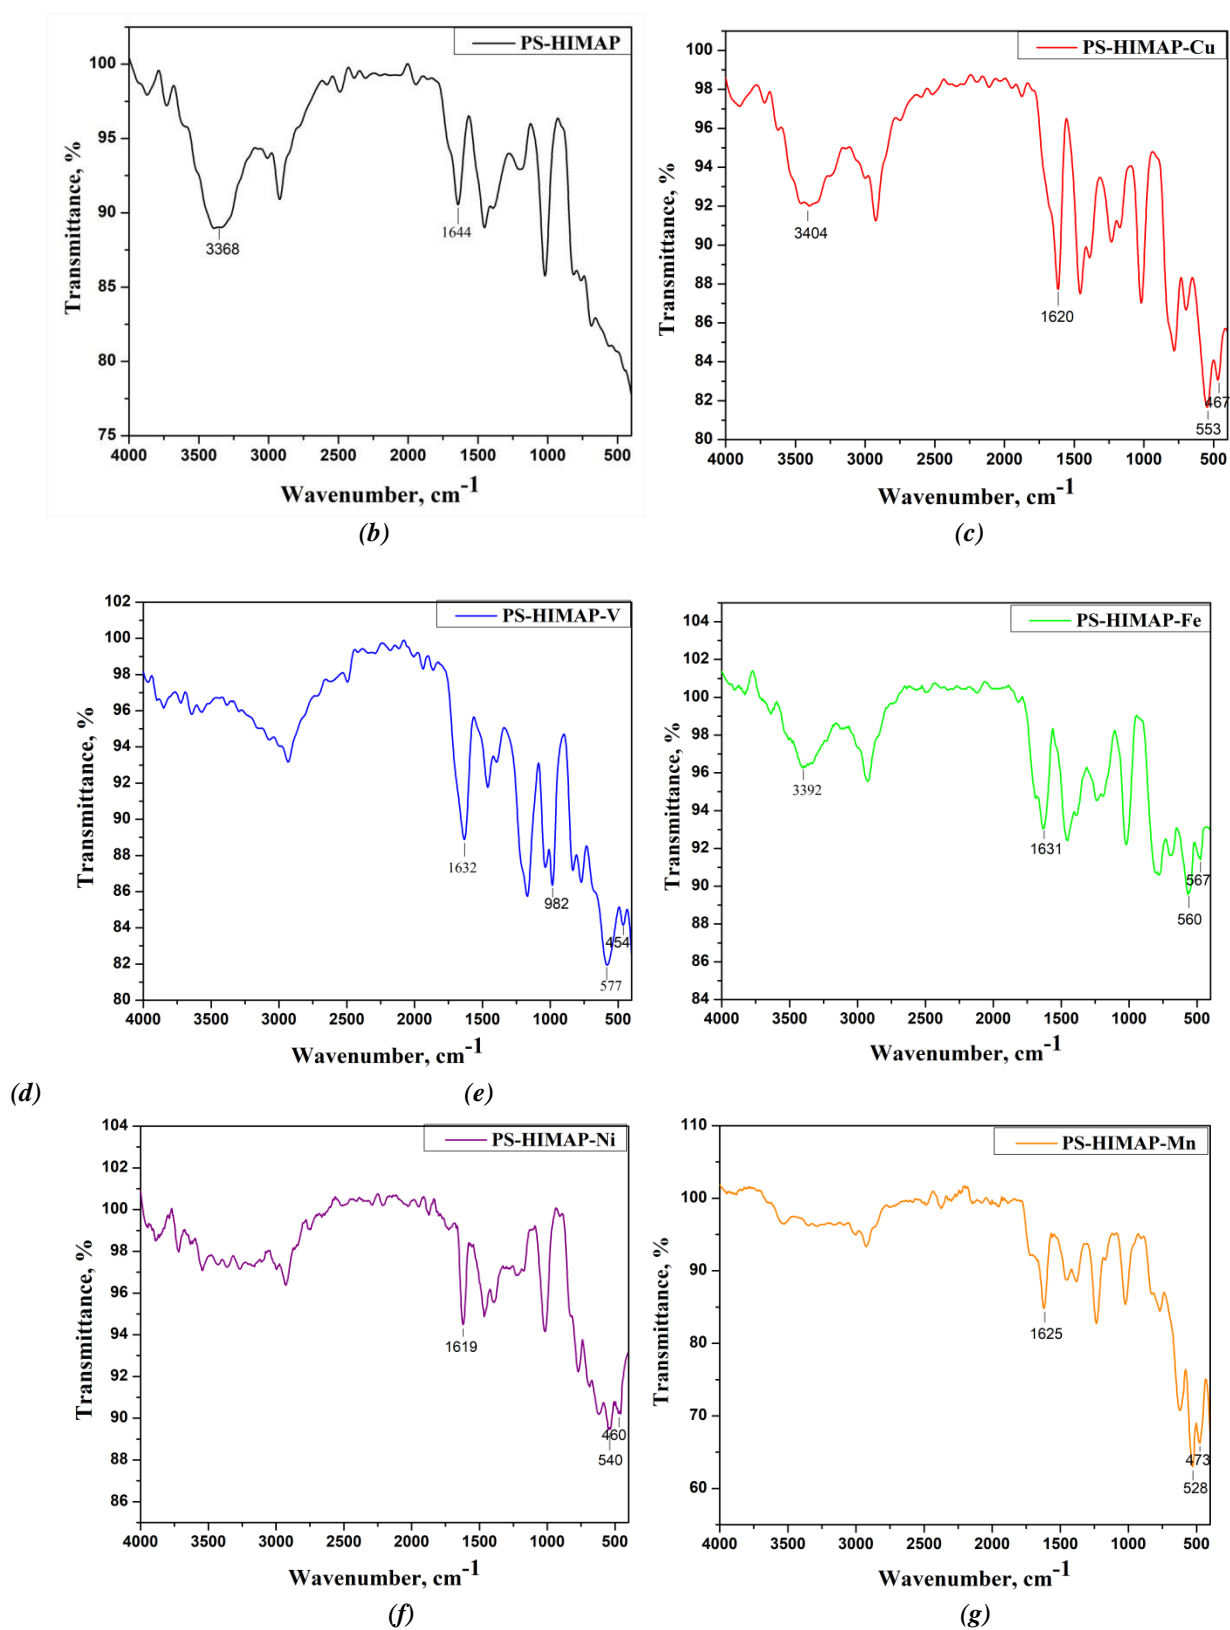 PS-HIMAP
100
95
90
85
80
75
3368
1644
4000 3500 3000 2500 2000 1500 1000 500
Transmittance, %
Wavenumber, cm-1
(b)
PS-HIMAP-Cu
100
98
96
94
92
90
88
86
84
82
80
3404
1620
467
553
4000 3500 3000 2500 2000 1500 1000 500
Transmittance, %
Wavenumber, cm-1
(c)
PS-HIMAP-V
102
100
98
96
94
92
90
88
86
84
82
80
1632
982
454
577
4000 3500 3000 2500 2000 1500 1000 500
Transmittance, %
Wavenumber, cm-1
(d)
PS-HIMAP-Fe
104
102
100
98
96
94
92
90
88
86
84
3392
1631
567
560
4000 3500 3000 2500 2000 1500 1000 500
Transmittance, %
Wavenumber, cm-1
(e)
PS-HIMAP-Ni
104
102
100
98
96
94
92
90
88
86
1619
460
540
4000 3500 3000 2500 2000 1500 1000 500
Transmittance, %
Wavenumber, cm-1
(f)
PS-HIMAP-Mn
110
100
90
80
70
60
1625
473
528
4000 3500 3000 2500 2000 1500 1000 500
Transmittance, %
Wavenumber, cm-1
(g)